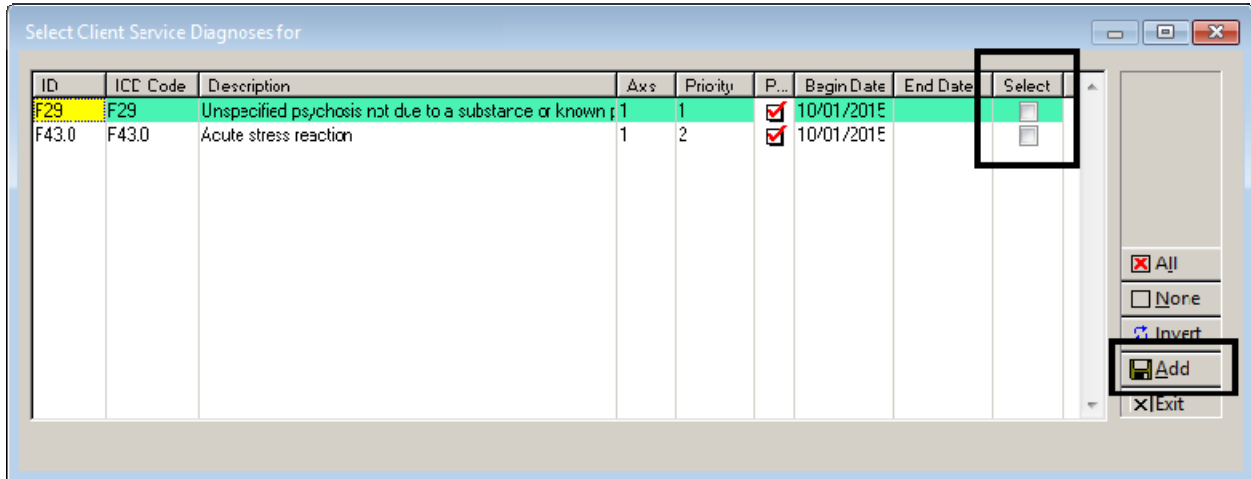 Select Client Service Diagnoses for
ID ICD Code Description Axis Priority P... Begin Date End Date Select
F29 F29 Unspecified psychosis not due to a substance or known p 1 1 10/01/2015
F43.0 F43.0 Acute stress reaction 1 2 10/01/2015
All
None
Invert
Add
Exit